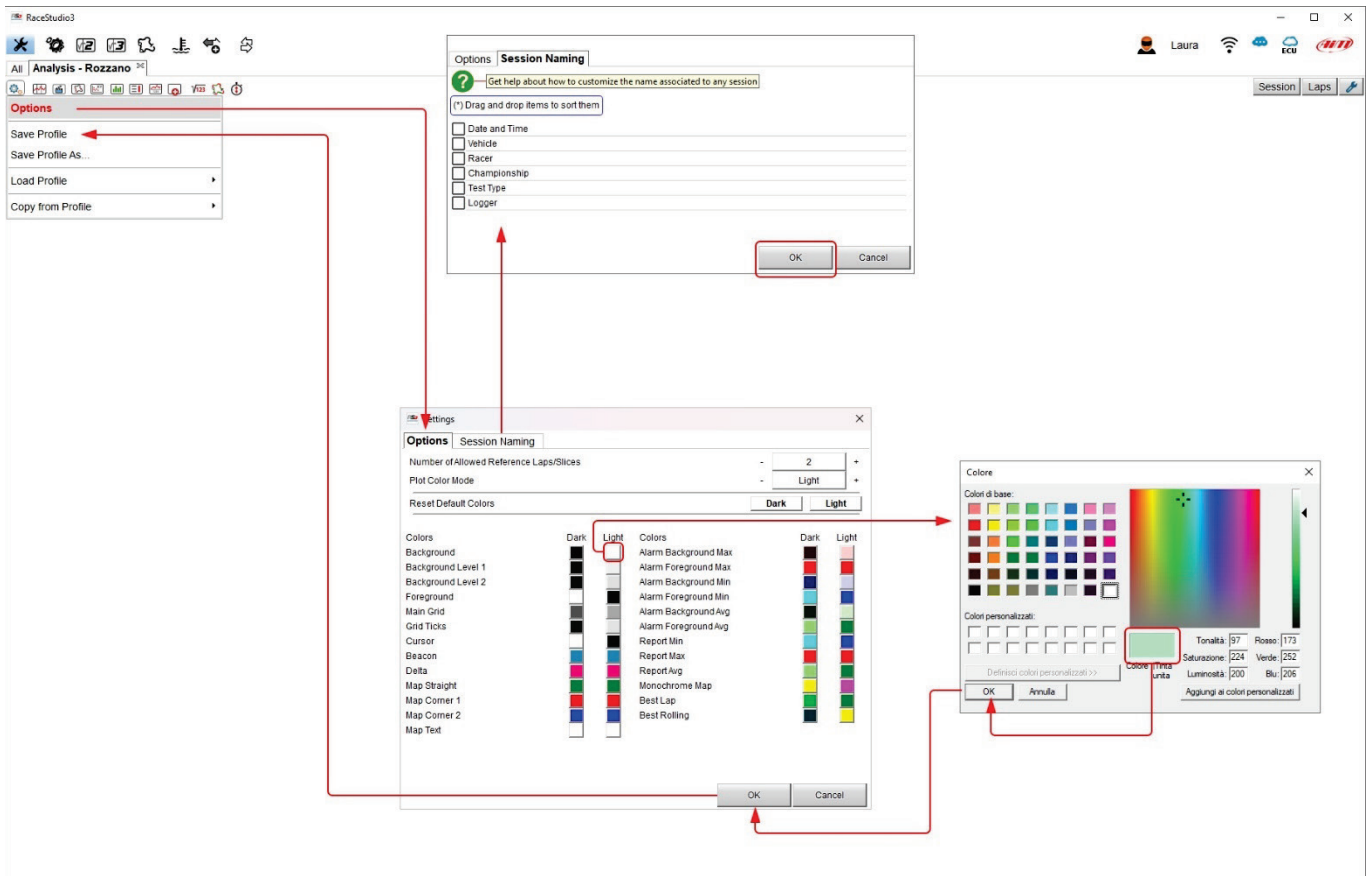 RaceStudio3
Laura
ECU
All Analysis - Rozzano
Session Laps
Options
Save Profile
Save Profile As...
Load Profile
Copy from Profile
Options Session Naming
? Get help about how to customize the name associated to any session
(*) Drag and drop items to sort them
Date and Time
Vehicle
Racer
Championship
Test Type
Logger
OK Cancel
Options Session Naming
Number of Allowed Reference Laps/Slices - 2 +
Plot Color Mode - Light +
Reset Default Colors Dark Light
Colors Dark Light Colors Dark Light
Background Alarm Background Max
Background Level 1 Alarm Foreground Max
Background Level 2 Alarm Background Min
Foreground Alarm Foreground Min
Main Grid Alarm Background Avg
Grid Ticks Alarm Foreground Avg
Cursor Report Min
Beacon Report Max
Delta Report Avg
Map Straight Monochrome Map
Map Corner 1 Best Lap
Map Corner 2 Best Rolling
Map Text
OK Cancel
Colore
Colori di base:
Colori personalizzati:
Definisci colori personalizzati >>
OK Annulla
Colore Tinta
unita
Tonalità: 97 Rosso: 173
Saturazione: 224 Verde: 252
Luminosità: 200 Blu: 206
Aggiungi ai colori personalizzati